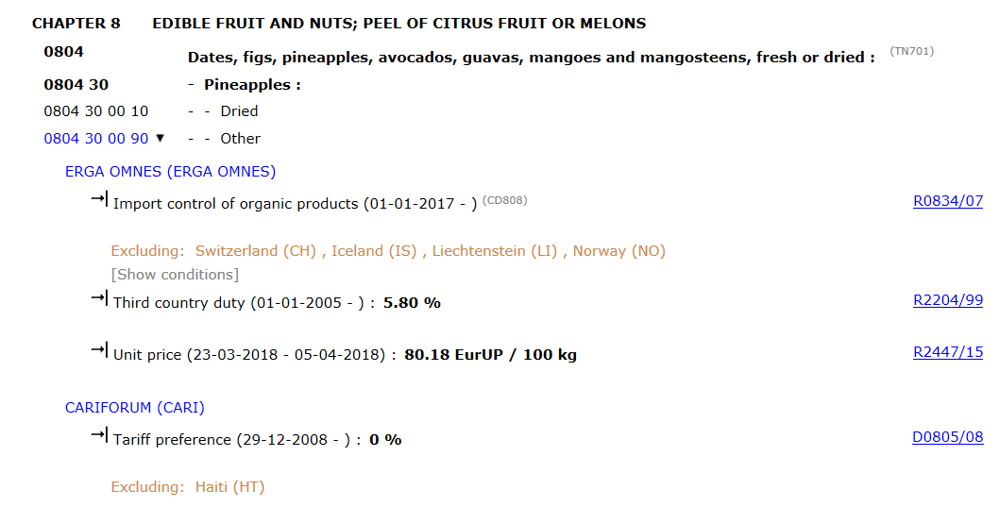 CHAPTER 8 EDIBLE FRUIT AND NUTS; PEEL OF CITRUS FRUIT OR MELONS
0804 Dates, figs, pineapples, avocados, guavas, mangoes and mangosteens, fresh or dried : (TN701)
0804 30 - Pineapples :
0804 30 00 10 - - Dried
0804 30 00 90 ▼ - - Other
ERGA OMNES (ERGA OMNES)
Import control of organic products (01-01-2017 - ) (CD808) R0834/07
Excluding: Switzerland (CH) , Iceland (IS) , Liechtenstein (LI) , Norway (NO)
[Show conditions]
Third country duty (01-01-2005 - ) : 5.80 % R2204/99
Unit price (23-03-2018 - 05-04-2018) : 80.18 EurUP / 100 kg R2447/15
CARIFORUM (CARI)
Tariff preference (29-12-2008 - ) : 0 % D0805/08
Excluding: Haiti (HT)